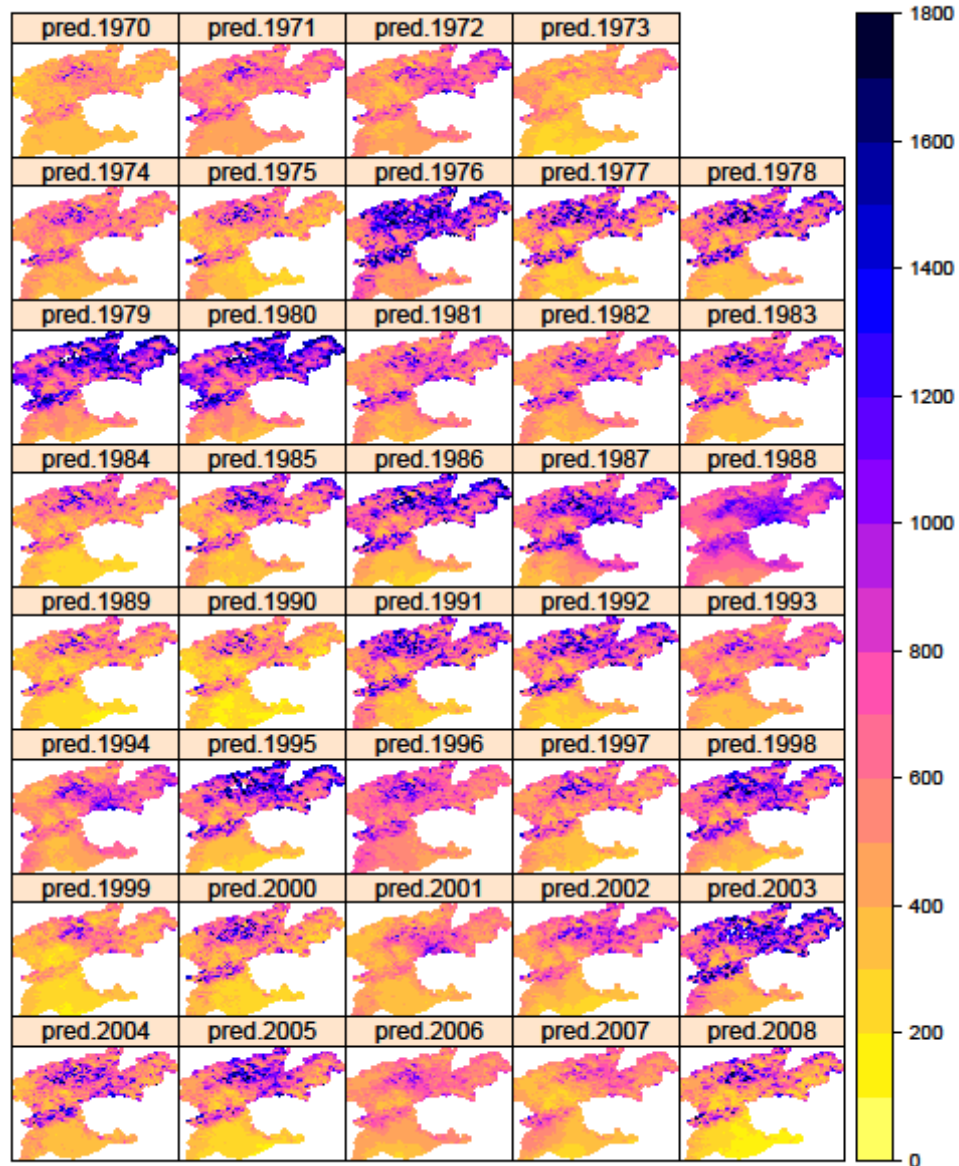 pred.1970 pred.1971 pred.1972 pred.1973
pred.1974 pred.1975 pred.1976 pred.1977 pred.1978
pred.1979 pred.1980 pred.1981 pred.1982 pred.1983
pred.1984 pred.1985 pred.1986 pred.1987 pred.1988
pred.1989 pred.1990 pred.1991 pred.1992 pred.1993
pred.1994 pred.1995 pred.1996 pred.1997 pred.1998
pred.1999 pred.2000 pred.2001 pred.2002 pred.2003
pred.2004 pred.2005 pred.2006 pred.2007 pred.2008
1800
1600
1400
1200
1000
800
600
400
200
0